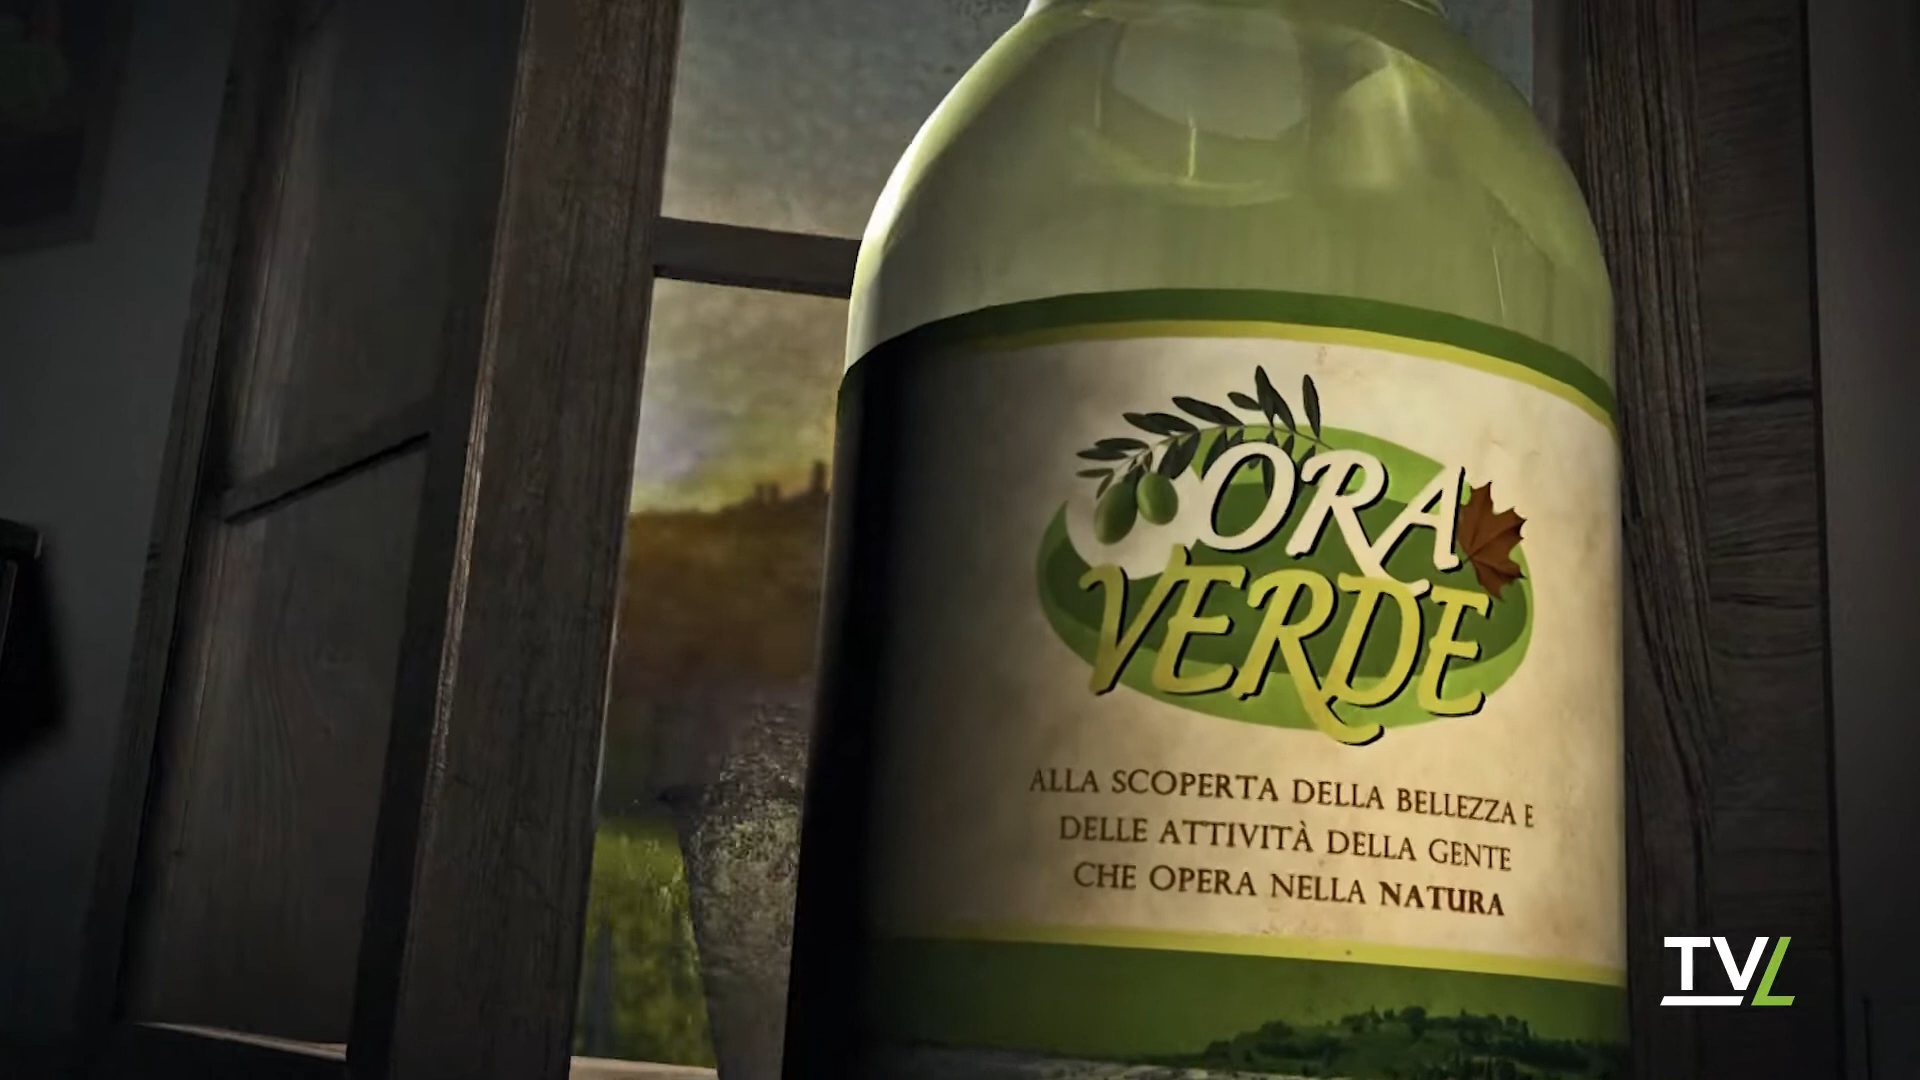 ORA
VERDE
ALLA SCOPERTA DELLA BELLEZZA E
DELLE ATTIVITÀ DELLA GENTE
CHE OPERA NELLA NATURA
TVL